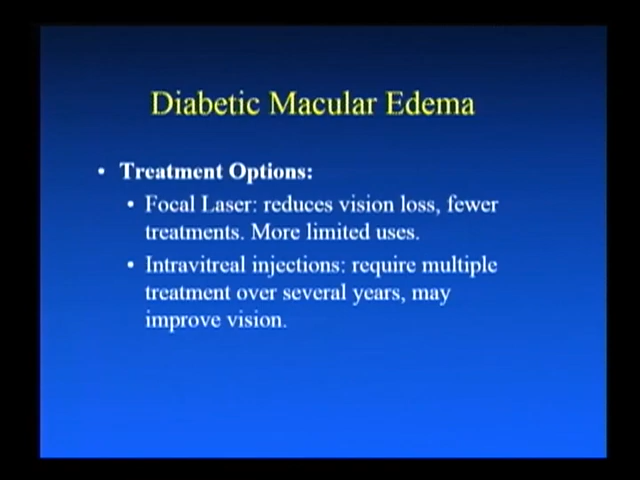 Diabetic Macular Edema
• Treatment Options:
• Focal Laser: reduces vision loss, fewer
treatments. More limited uses.
• Intravitreal injections: require multiple
treatment over several years, may
improve vision.